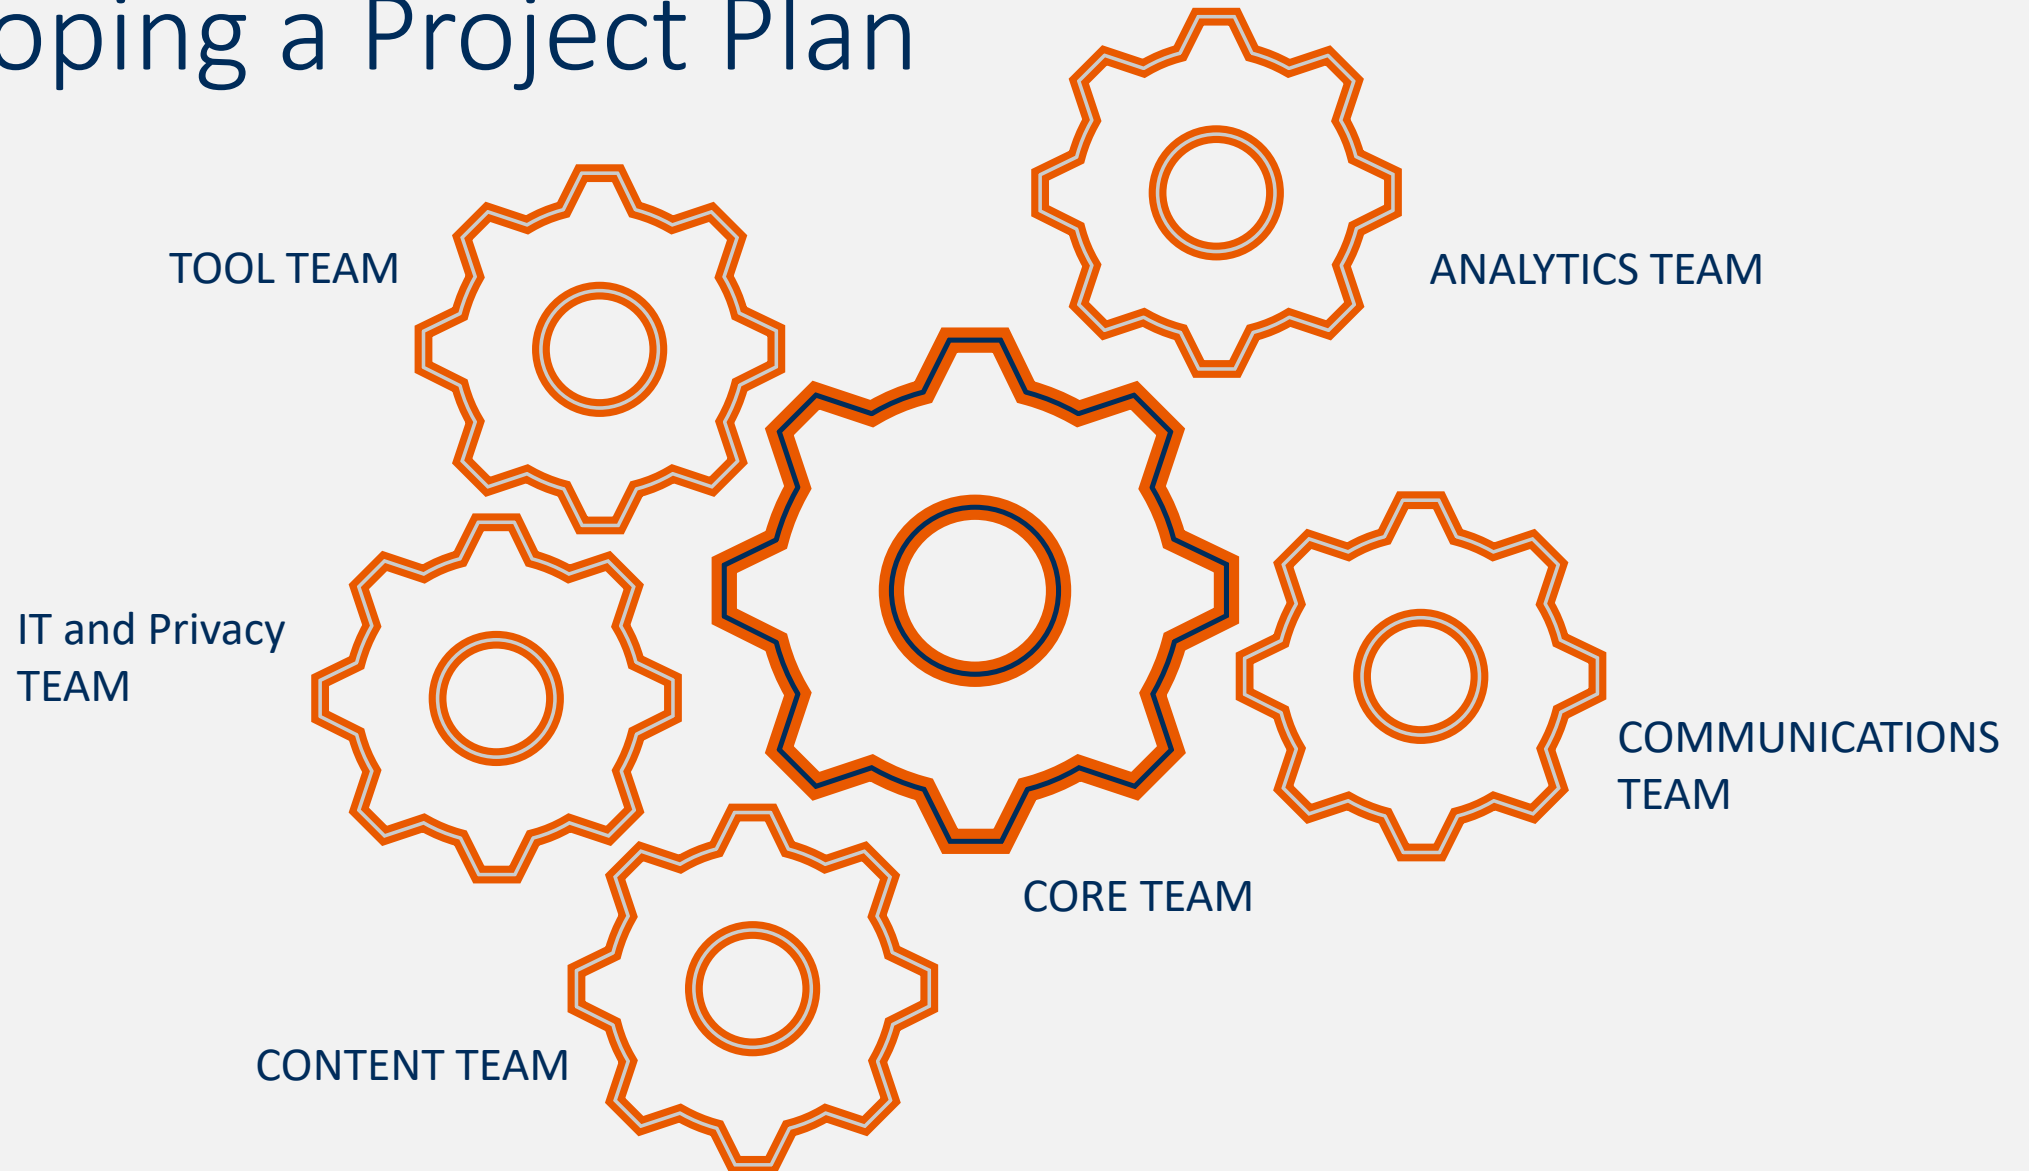 oping a Project Plan
TOOL TEAM
ANALYTICS TEAM
IT and Privacy
TEAM
COMMUNICATIONS
TEAM
CORE TEAM
CONTENT TEAM